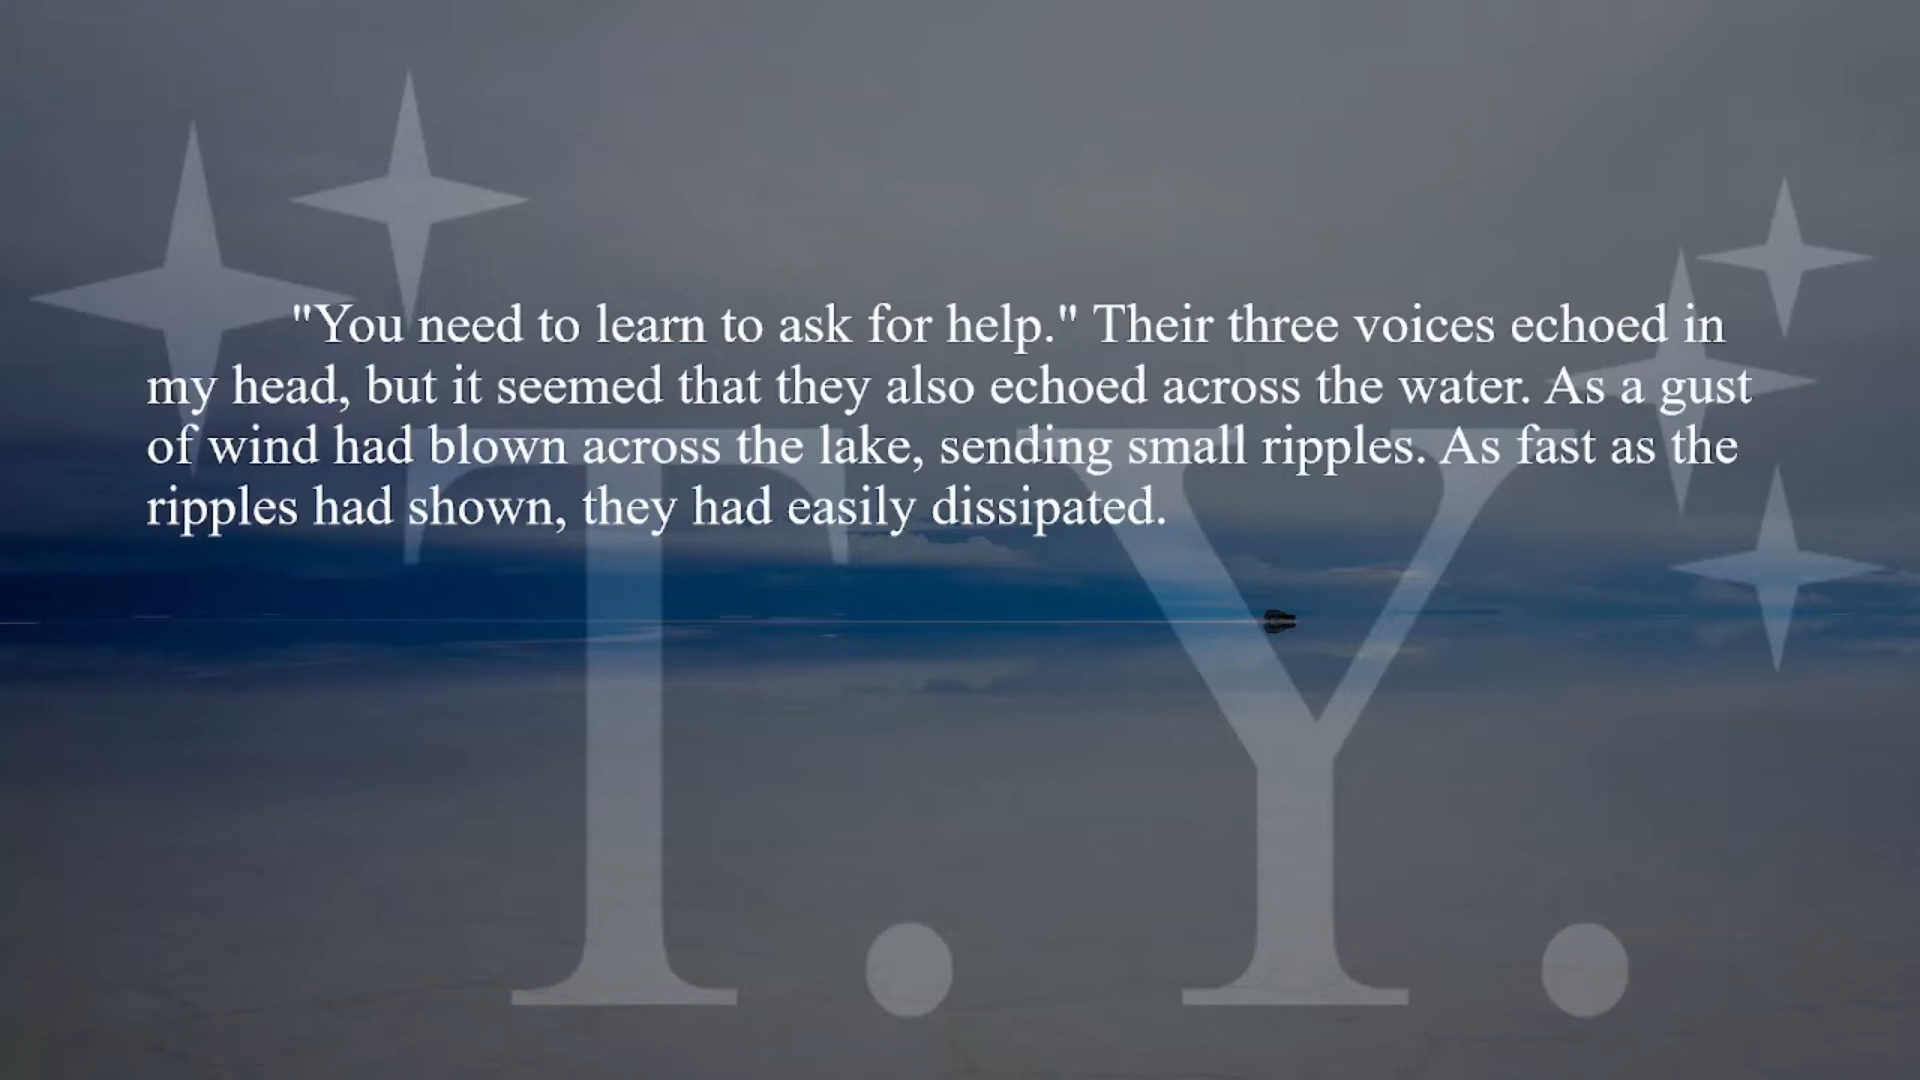 "You need to learn to ask for help." Their three voices echoed in
my head, but it seemed that they also echoed across the water. As a gust
of wind had blown across the lake, sending small ripples. As fast as the
ripples had shown, they had easily dissipated.
T.Y.